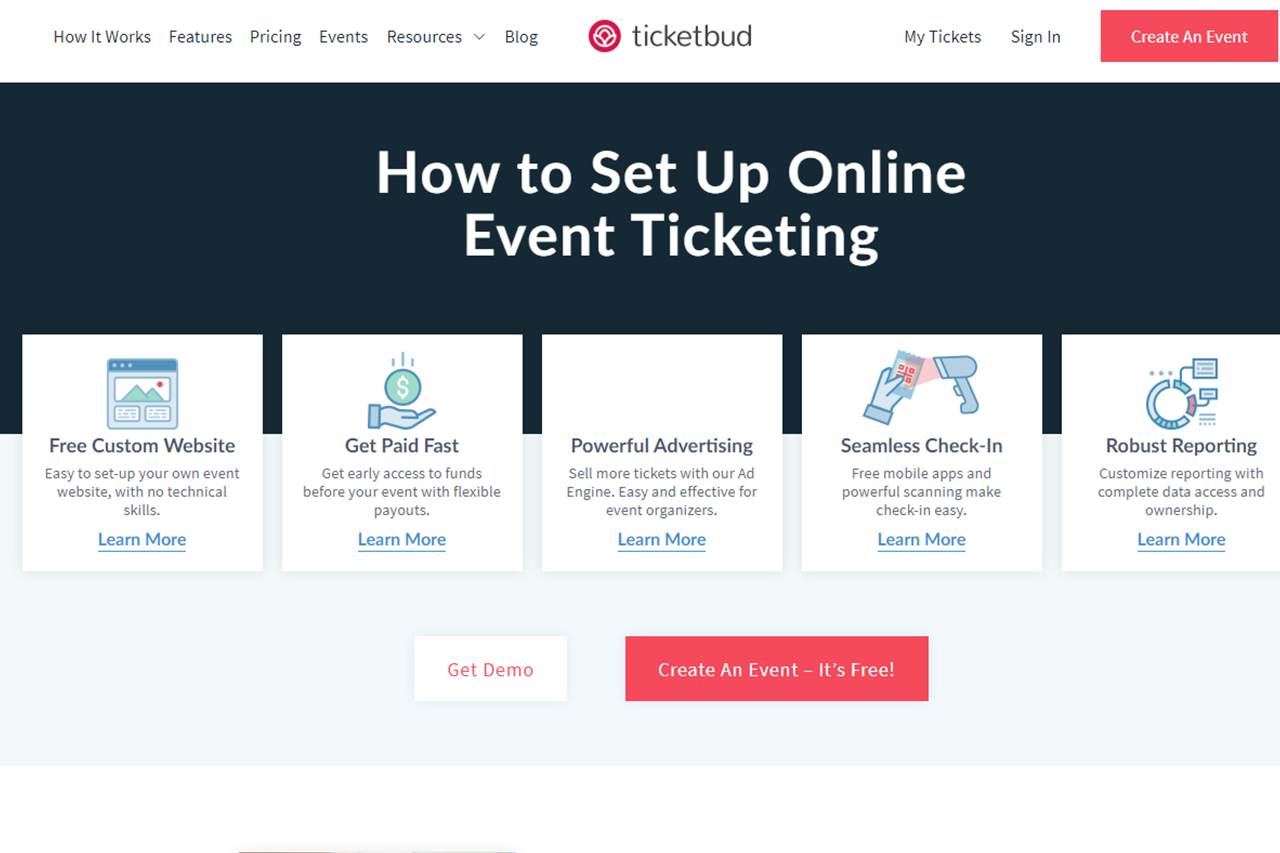 How It Works Features Pricing Events Resources Blog ticketbud My Tickets Sign In Create An Event
How to Set Up Online
Event Ticketing
$
Free Custom Website
Easy to set-up your own event
website, with no technical
skills.
Learn More
Get Paid Fast
Get early access to funds
before your event with flexible
payouts.
Learn More
Powerful Advertising
Sell more tickets with our Ad
Engine. Easy and effective for
event organizers.
Learn More
Seamless Check-In
Free mobile apps and
powerful scanning make
check-in easy.
Learn More
Robust Reporting
Customize reporting with
complete data access and
ownership.
Learn More
Get Demo
Create An Event – It’s Free!